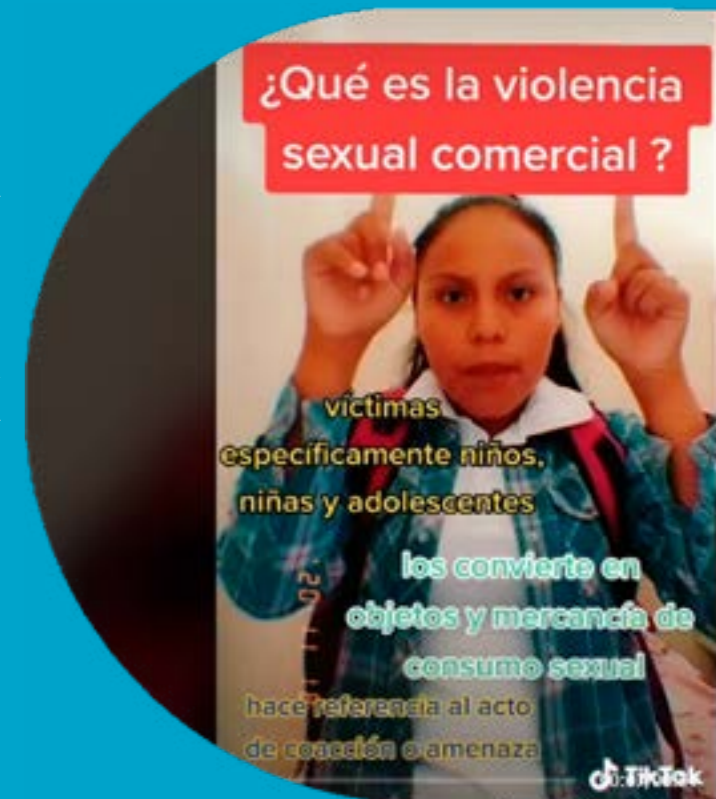 ¿Qué es la violencia
sexual comercial ?
víctimas
específicamente niños,
niñas y adolescentes
los convierte en
objetos y mercancía de
consumo sexual
hace referencia al acto
de coacción o amenaza
TikTok